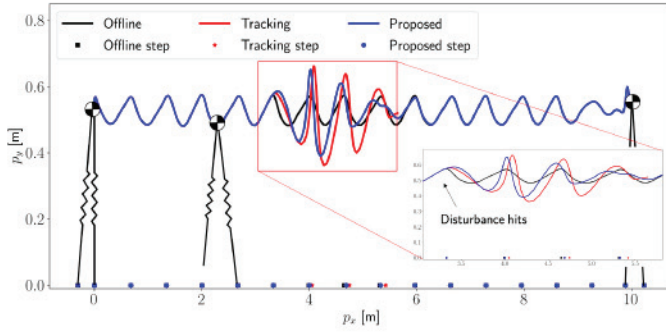 Offline Tracking Proposed
Offline step Tracking step Proposed step
0.8
0.6
0.4
0.2
0.0
p_y [m]
Disturbance hits
0 2 4 6 8 10
p_x [m]